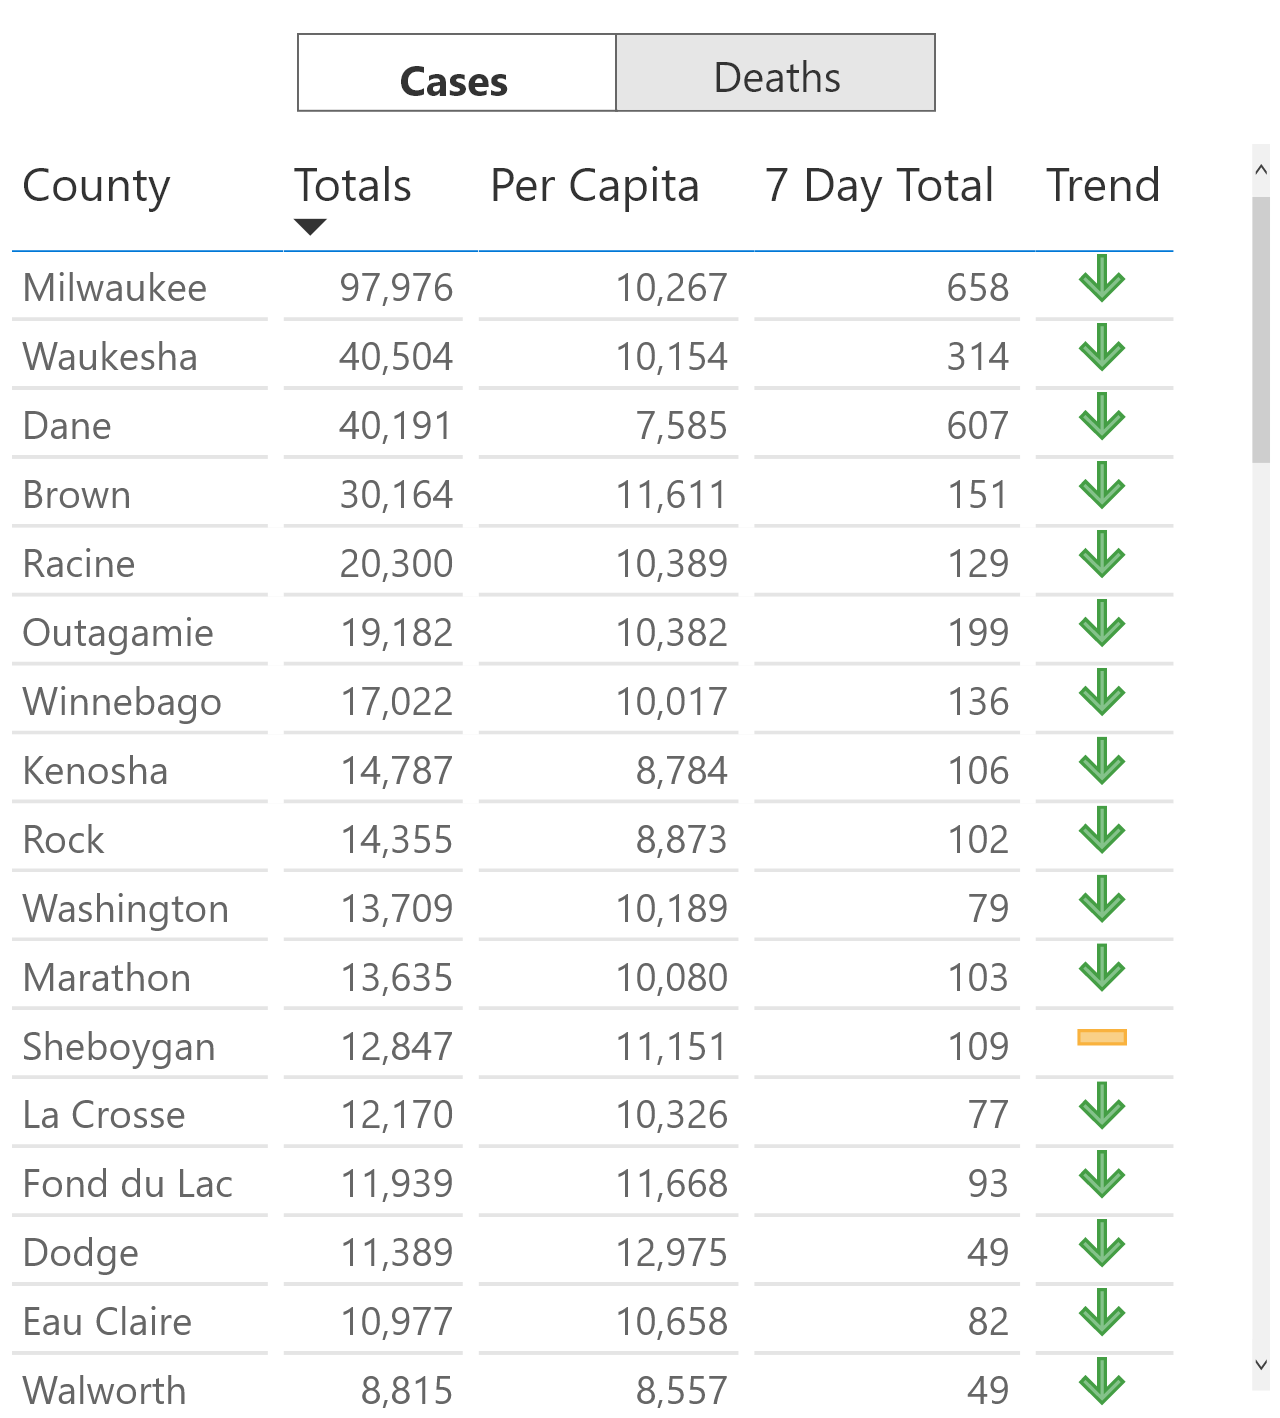 Cases Deaths
County Totals Per Capita 7 Day Total Trend
Milwaukee 97,976 10,267 658
Waukesha 40,504 10,154 314
Dane 40,191 7,585 607
Brown 30,164 11,611 151
Racine 20,300 10,389 129
Outagamie 19,182 10,382 199
Winnebago 17,022 10,017 136
Kenosha 14,787 8,784 106
Rock 14,355 8,873 102
Washington 13,709 10,189 79
Marathon 13,635 10,080 103
Sheboygan 12,847 11,151 109
La Crosse 12,170 10,326 77
Fond du Lac 11,939 11,668 93
Dodge 11,389 12,975 49
Eau Claire 10,977 10,658 82
Walworth 8,815 8,557 49